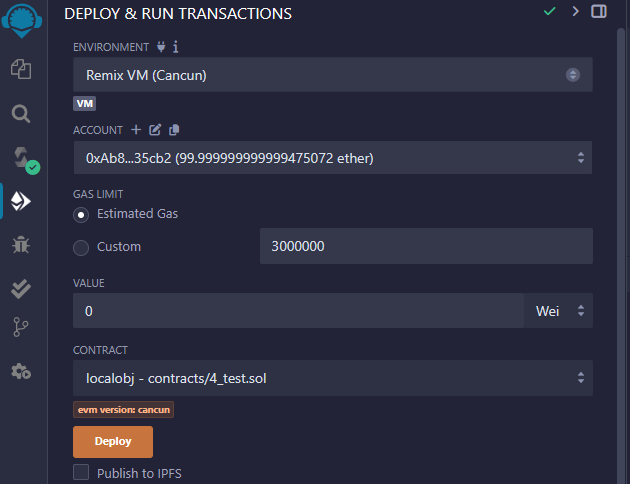 DEPLOY & RUN TRANSACTIONS
ENVIRONMENT
Remix VM (Cancun)
VM
ACCOUNT
0xAb8...35cb2 (99.999999999999475072 ether)
GAS LIMIT
Estimated Gas
Custom 3000000
VALUE
0 Wei
CONTRACT
localobj - contracts/4_test.sol
evm version: cancun
Deploy
Publish to IPFS